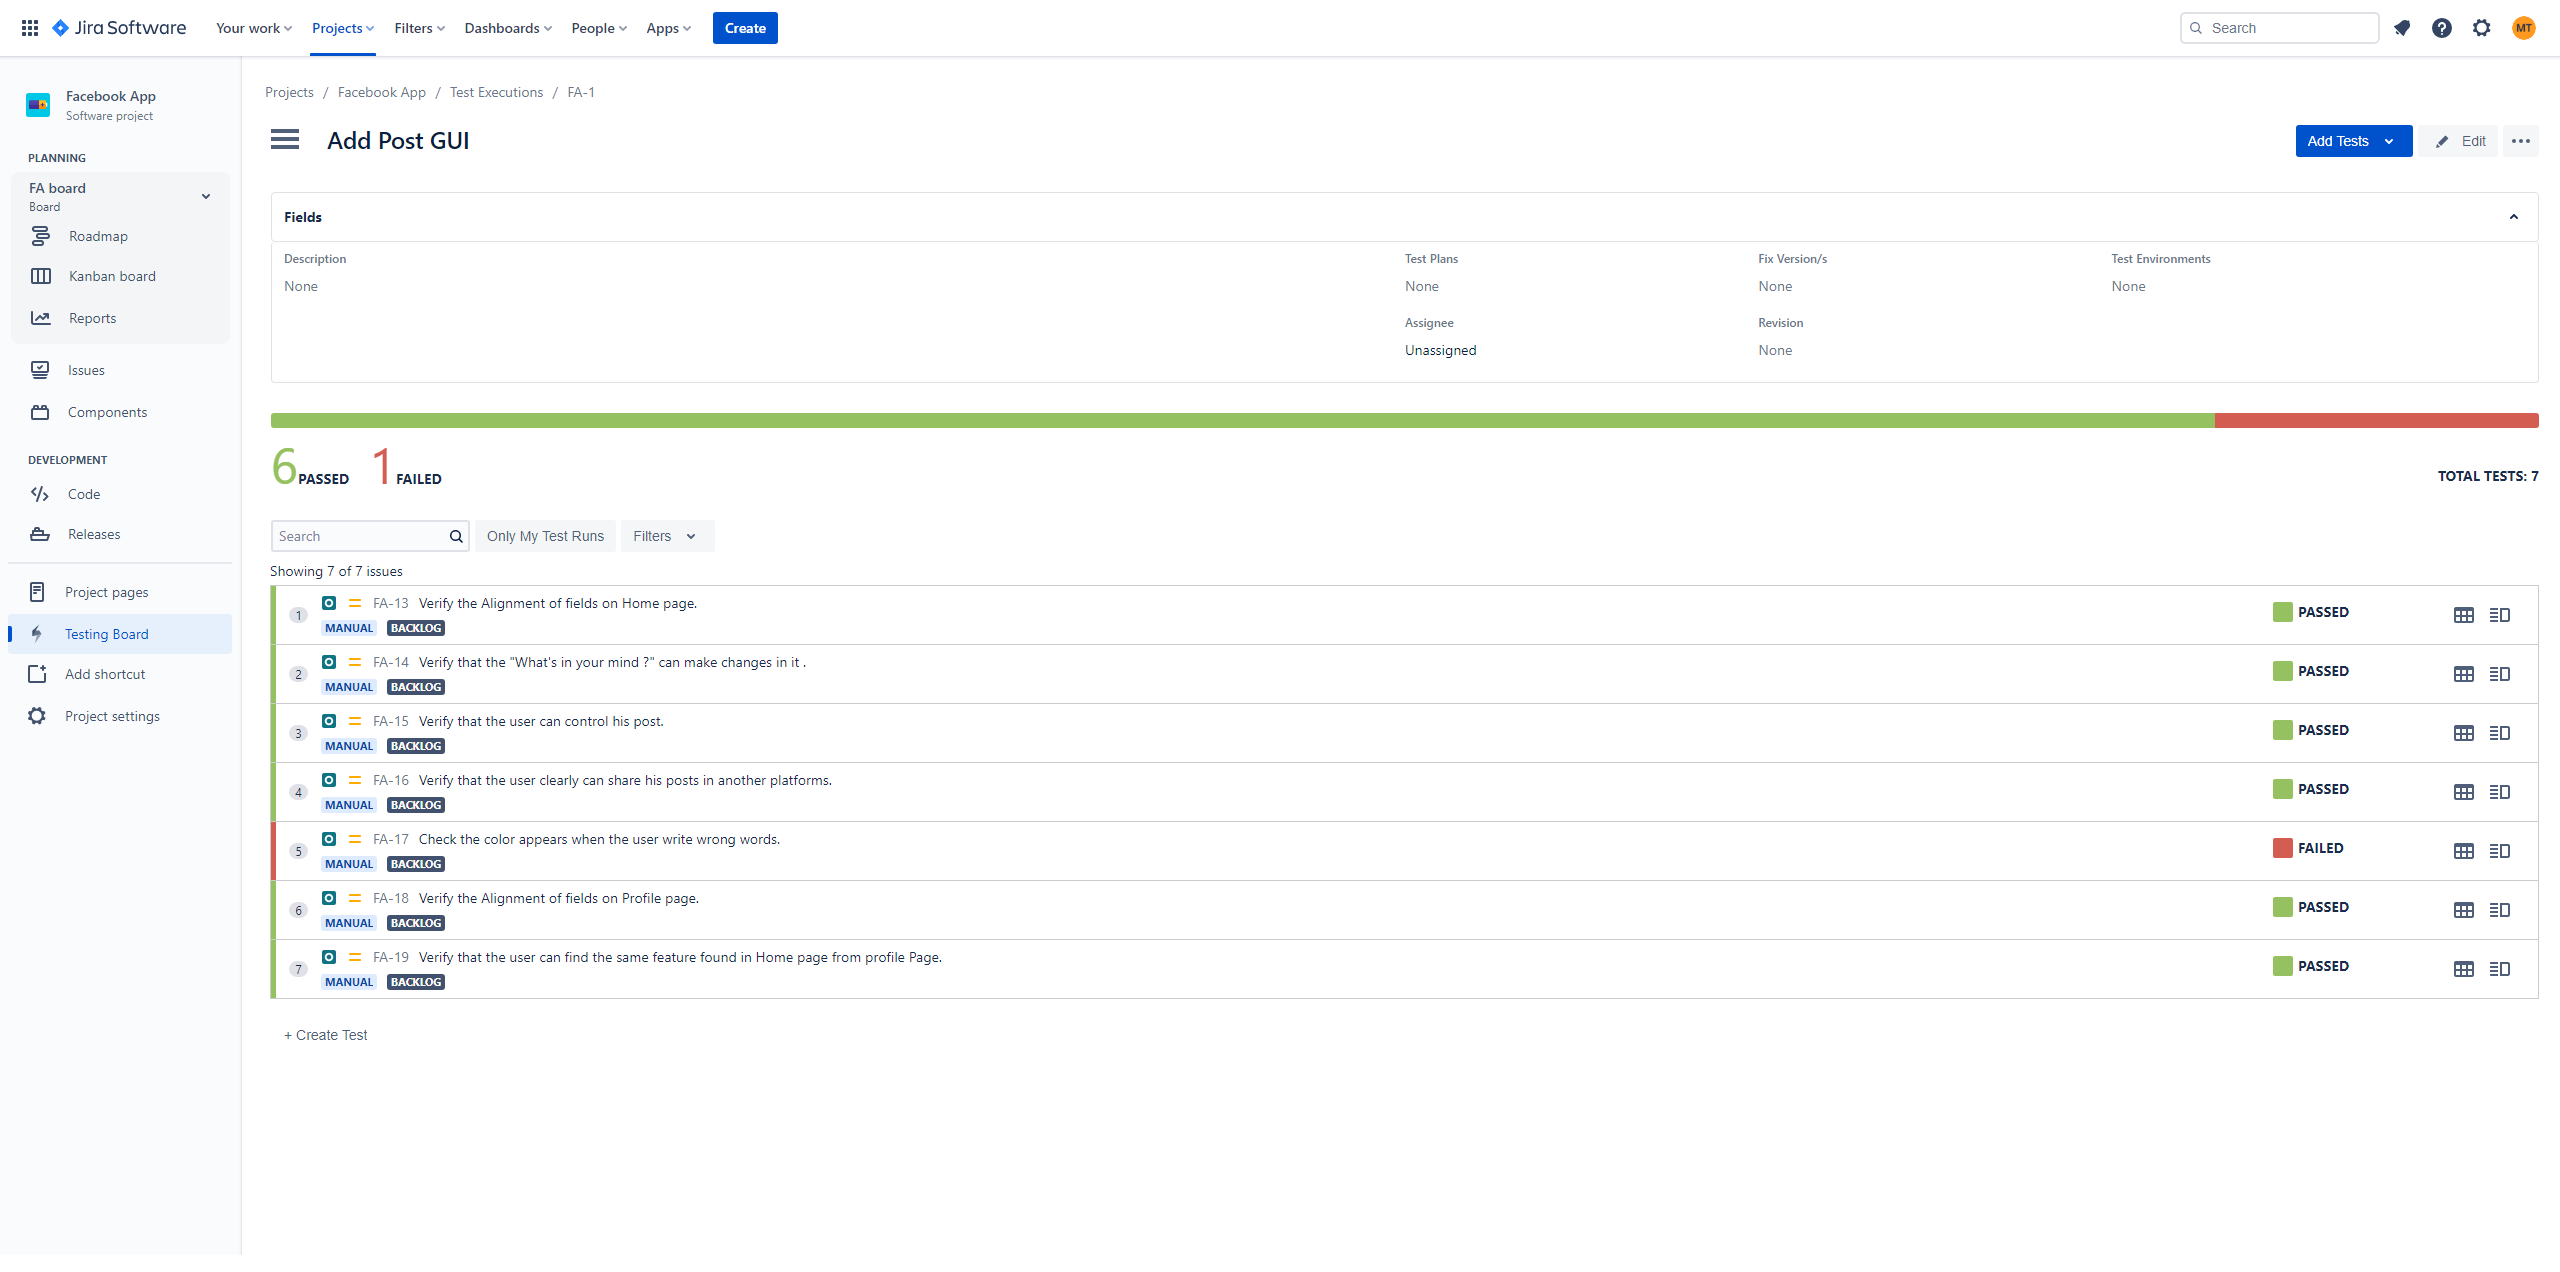 Jira Software Your work Projects Filters Dashboards People Apps Create Search MT
Facebook App
Software project
PLANNING
FA board
Board
Roadmap
Kanban board
Reports
Issues
Components
DEVELOPMENT
Code
Releases
Project pages
Testing Board
Add shortcut
Project settings
Projects / Facebook App / Test Executions / FA-1
Add Post GUI
Add Tests Edit
Fields
Description Test Plans Fix Version/s Test Environments
None None None None
Assignee Revision
Unassigned None
6 PASSED 1 FAILED TOTAL TESTS: 7
Search Only My Test Runs Filters
Showing 7 of 7 issues
1 FA-13 Verify the Alignment of fields on Home page. PASSED
MANUAL BACKLOG
2 FA-14 Verify that the "What's in your mind ?" can make changes in it . PASSED
MANUAL BACKLOG
3 FA-15 Verify that the user can control his post. PASSED
MANUAL BACKLOG
4 FA-16 Verify that the user clearly can share his posts in another platforms. PASSED
MANUAL BACKLOG
5 FA-17 Check the color appears when the user write wrong words. FAILED
MANUAL BACKLOG
6 FA-18 Verify the Alignment of fields on Profile page. PASSED
MANUAL BACKLOG
7 FA-19 Verify that the user can find the same feature found in Home page from profile Page. PASSED
MANUAL BACKLOG
+ Create Test